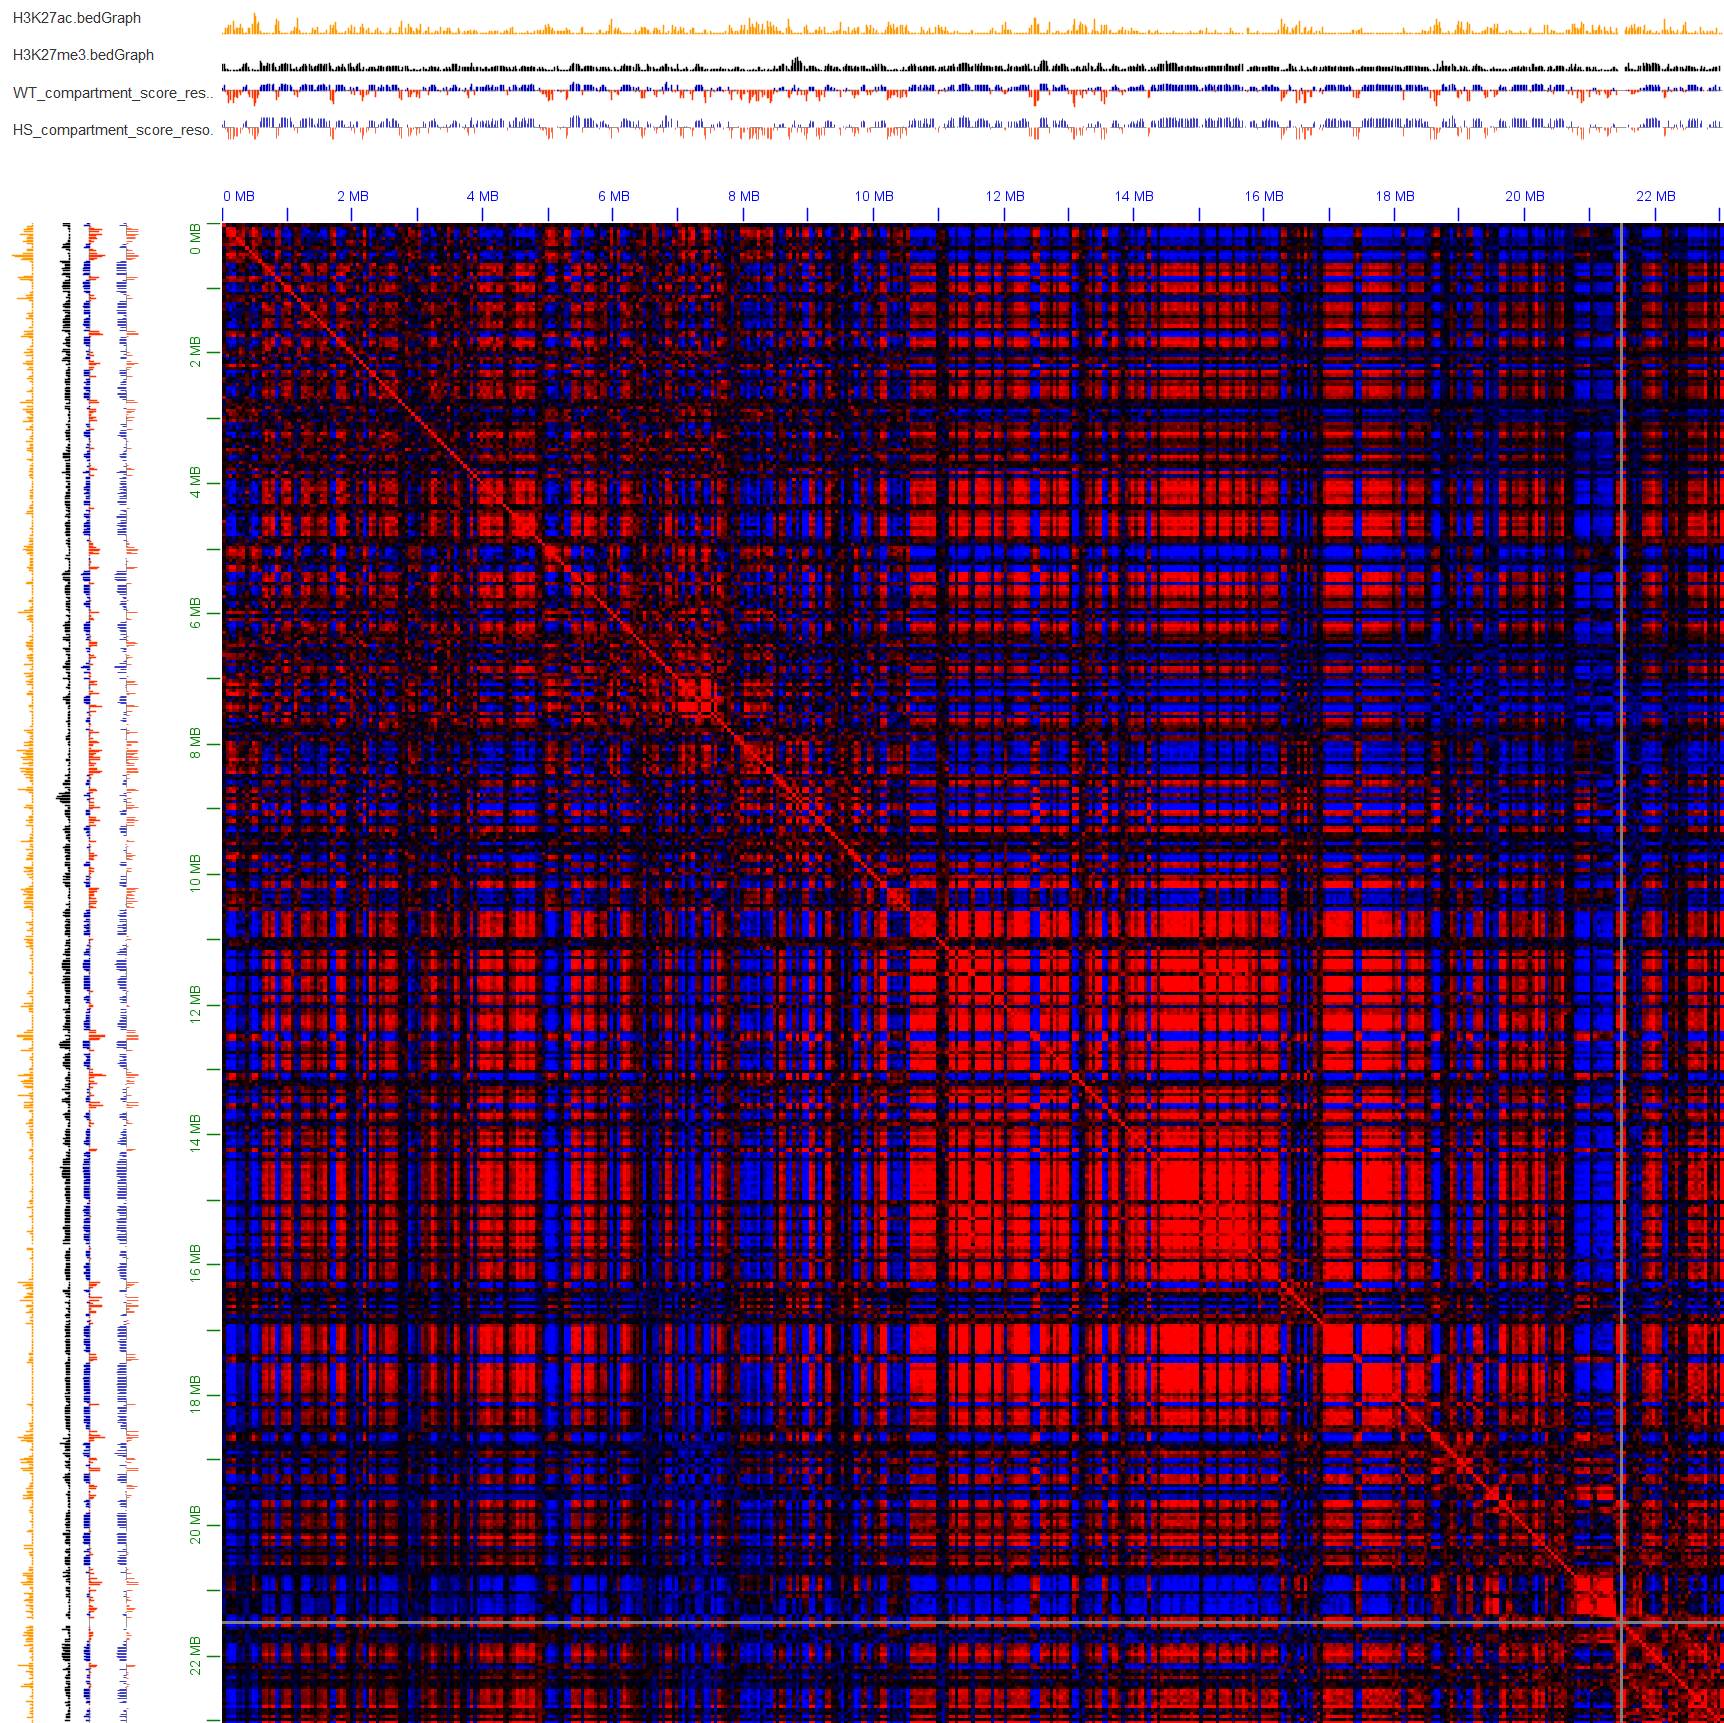 H3K27ac.bedGraph
H3K27me3.bedGraph
WT_compartment_score_res..
HS_compartment_score_reso.
0 MB 2 MB 4 MB 6 MB 8 MB 10 MB 12 MB 14 MB 16 MB 18 MB 20 MB 22 MB
0 MB
2 MB
4 MB
6 MB
8 MB
10 MB
12 MB
14 MB
16 MB
18 MB
20 MB
22 MB